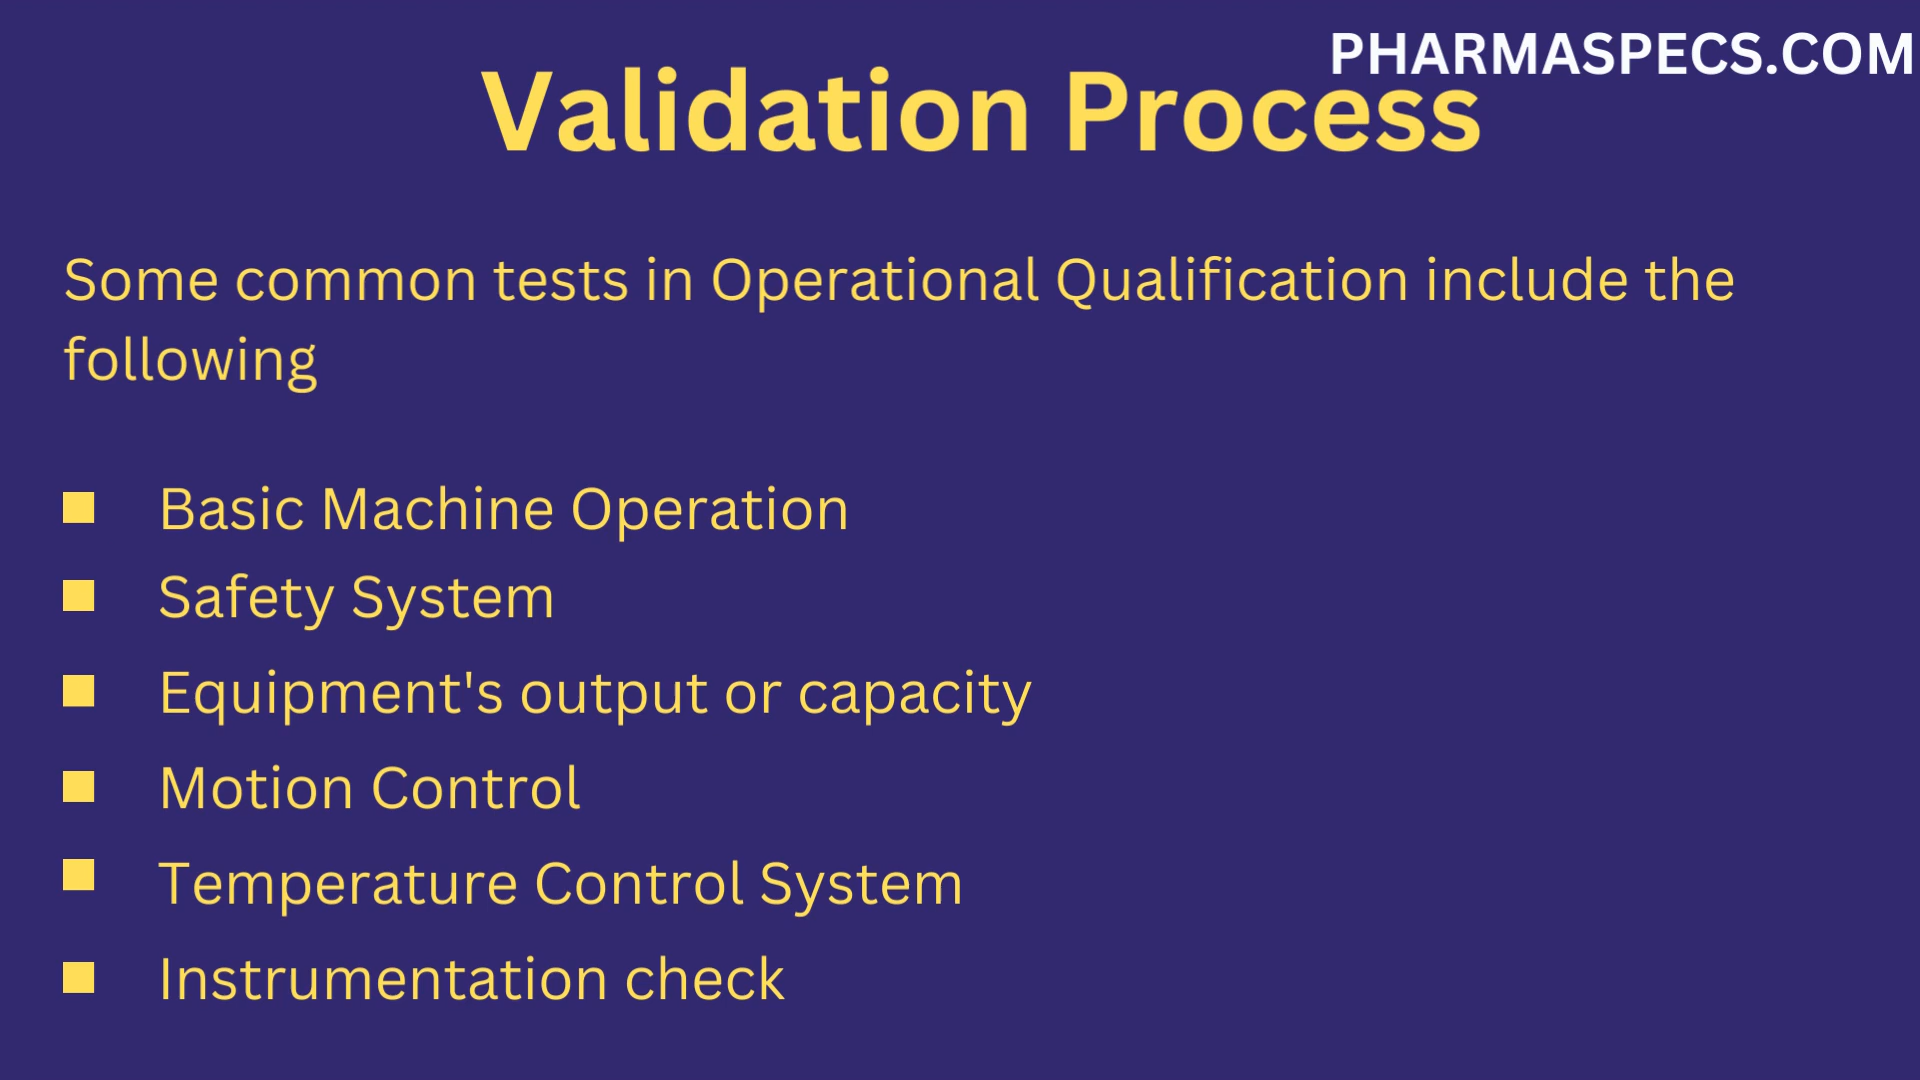 PHARMASPECS.COM
Validation Process
Some common tests in Operational Qualification include the
following
Basic Machine Operation
Safety System
Equipment's output or capacity
Motion Control
Temperature Control System
Instrumentation check